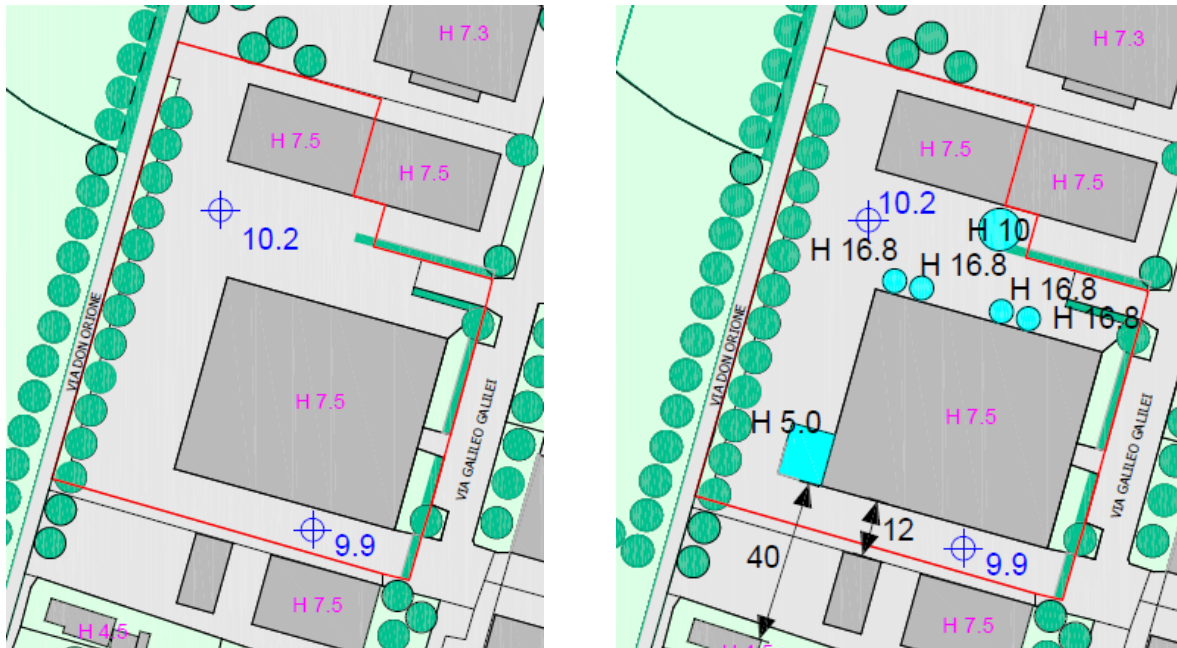 H 7.3
H 7.5
H 7.5
10.2
VIA DON ORIONE
H 7.5
VIA GALILEO GALILEI
9.9
H 7.5
H 4.5
H 7.3
H 7.5
H 7.5
10.2
H 10
H 16.8
H 16.8
H 16.8
H 16.8
VIA DON ORIONE
H 5.0
H 7.5
VIA GALILEO GALILEI
12
40
9.9
H 7.5